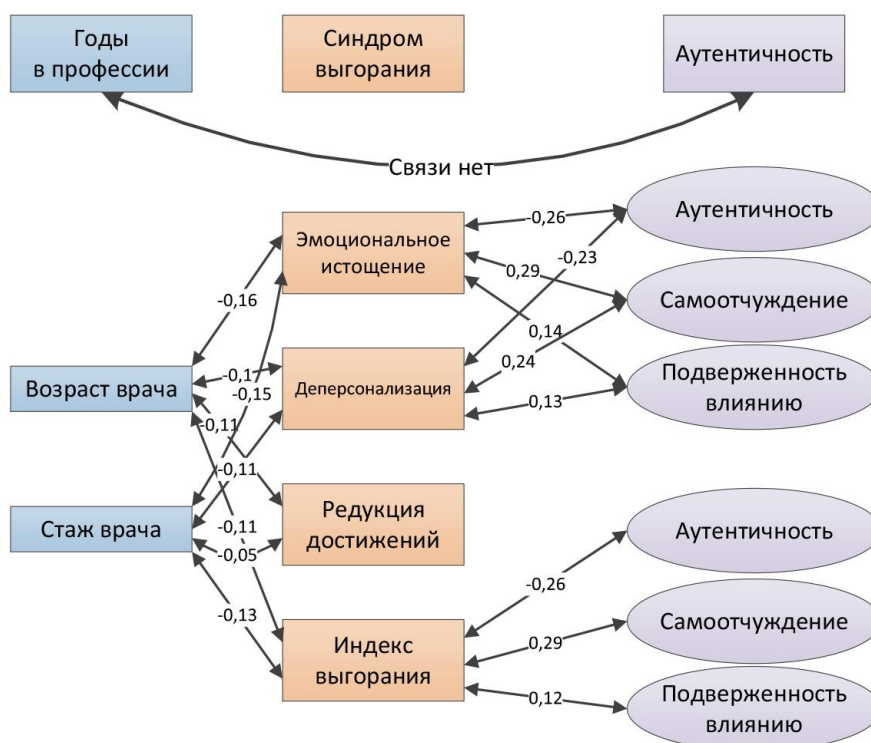 Годы
в профессии
Синдром
выгорания
Аутентичность
Связи нет
Эмоциональное
истощение
Деперсонализация
Редукция
достижений
Индекс
выгорания
Возраст врача
Стаж врача
Аутентичность
Самоотчуждение
Подверженность
влиянию
Аутентичность
Самоотчуждение
Подверженность
влиянию
-0,16
-0,1
-0,15
-0,11
-0,11
-0,11
-0,05
-0,13
-0,26
-0,23
0,29
0,14
0,24
0,13
-0,26
0,29
0,12